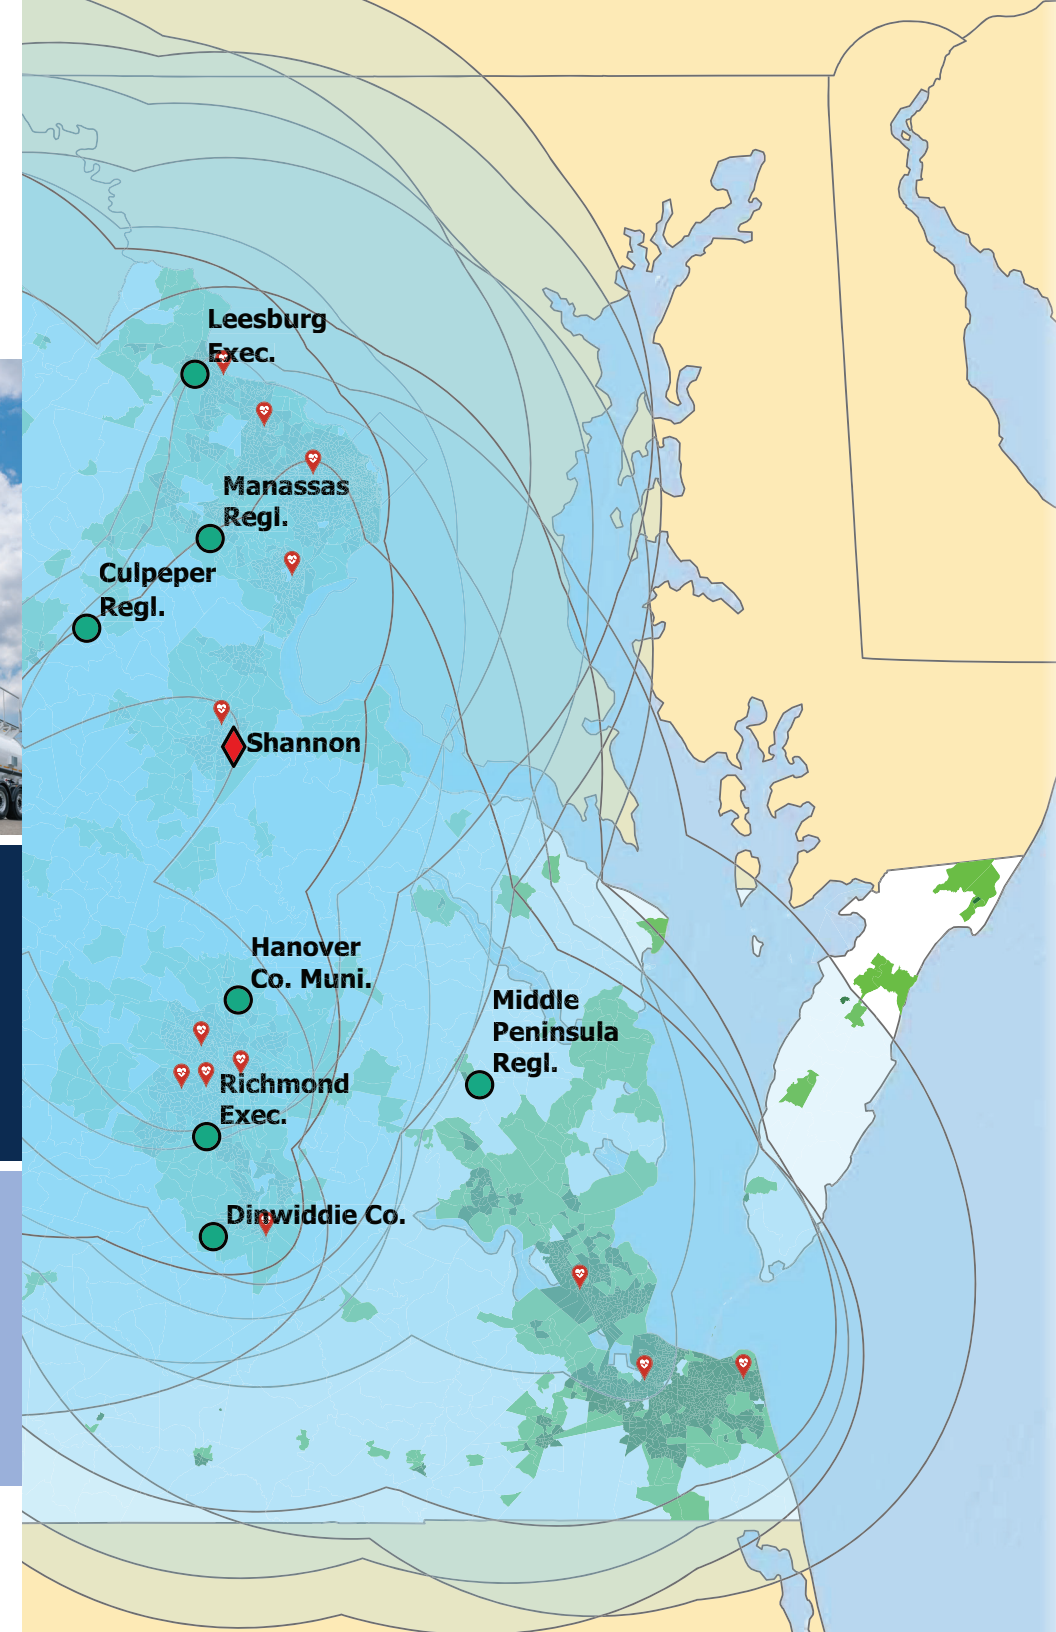 Leesburg
Exec.
Manassas
Regl.
Culpeper
Regl.
Shannon
Hanover
Co. Muni.
Middle
Peninsula
Regl.
Richmond
Exec.
Dinwiddie Co.